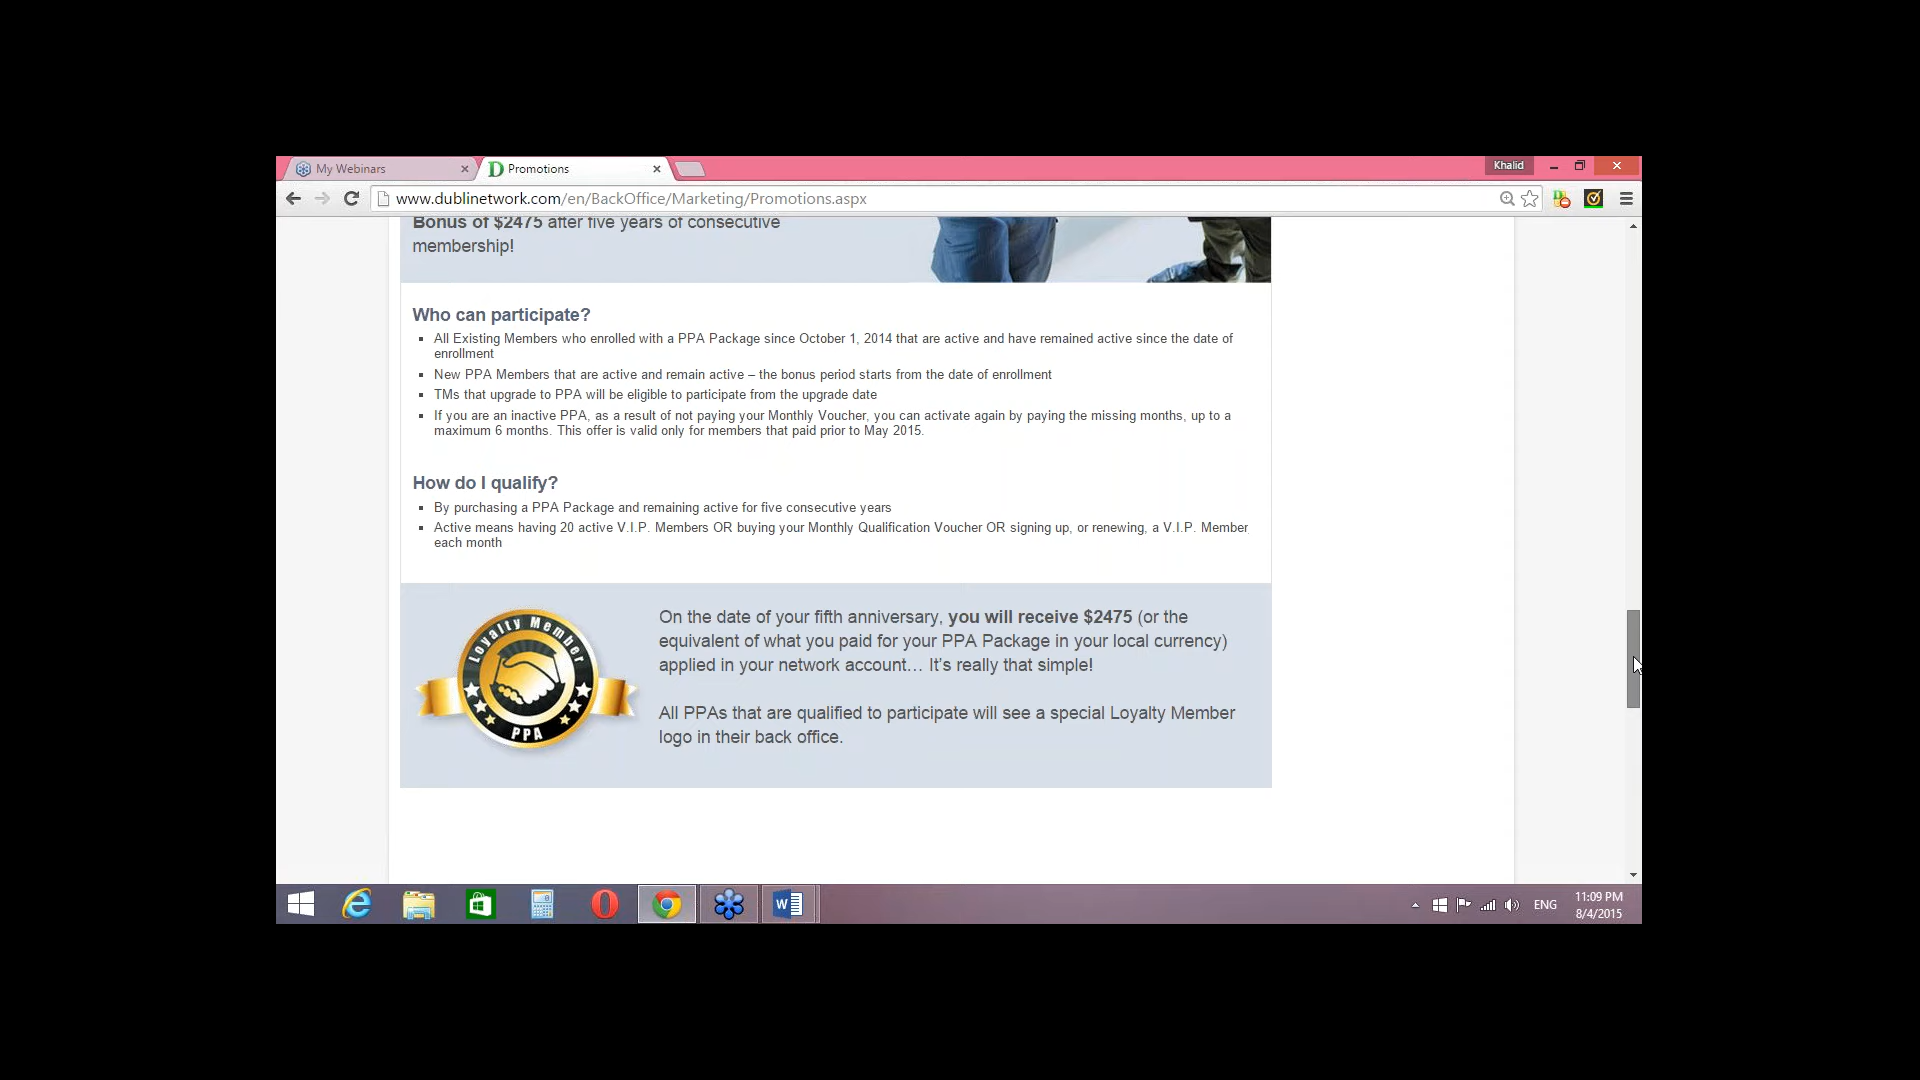 My Webinars
Promotions
Khalid
www.dublinetwork.com/en/BackOffice/Marketing/Promotions.aspx
Bonus of $2475 after five years of consecutive
membership!
Who can participate?
All Existing Members who enrolled with a PPA Package since October 1, 2014 that are active and have remained active since the date of
enrollment
New PPA Members that are active and remain active – the bonus period starts from the date of enrollment
TMs that upgrade to PPA will be eligible to participate from the upgrade date
If you are an inactive PPA, as a result of not paying your Monthly Voucher, you can activate again by paying the missing months, up to a
maximum 6 months. This offer is valid only for members that paid prior to May 2015.
How do I qualify?
By purchasing a PPA Package and remaining active for five consecutive years
Active means having 20 active V.I.P. Members OR buying your Monthly Qualification Voucher OR signing up, or renewing, a V.I.P. Member
each month
Loyalty Member
PPA
On the date of your fifth anniversary, you will receive $2475 (or the
equivalent of what you paid for your PPA Package in your local currency)
applied in your network account… It's really that simple!
All PPAs that are qualified to participate will see a special Loyalty Member
logo in their back office.
ENG
11:09 PM
8/4/2015